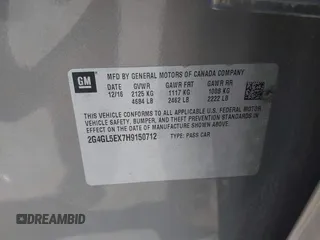 GM
MFD BY GENERAL MOTORS OF CANADA COMPANY
DATE GVWR GAWR FRT GAWR RR
12/16 2125 KG 1117 KG 1008 KG
4684 LB 2462 LB 2222 LB
THIS VEHICLE CONFORMS TO ALL APPLICABLE U.S. FEDERAL MOTOR
VEHICLE SAFETY, BUMPER, AND THEFT PREVENTION STANDARDS IN
EFFECT ON THE DATE OF MANUFACTURE SHOWN ABOVE.
2G4GL5EX7H9150712
TYPE: PASS CAR